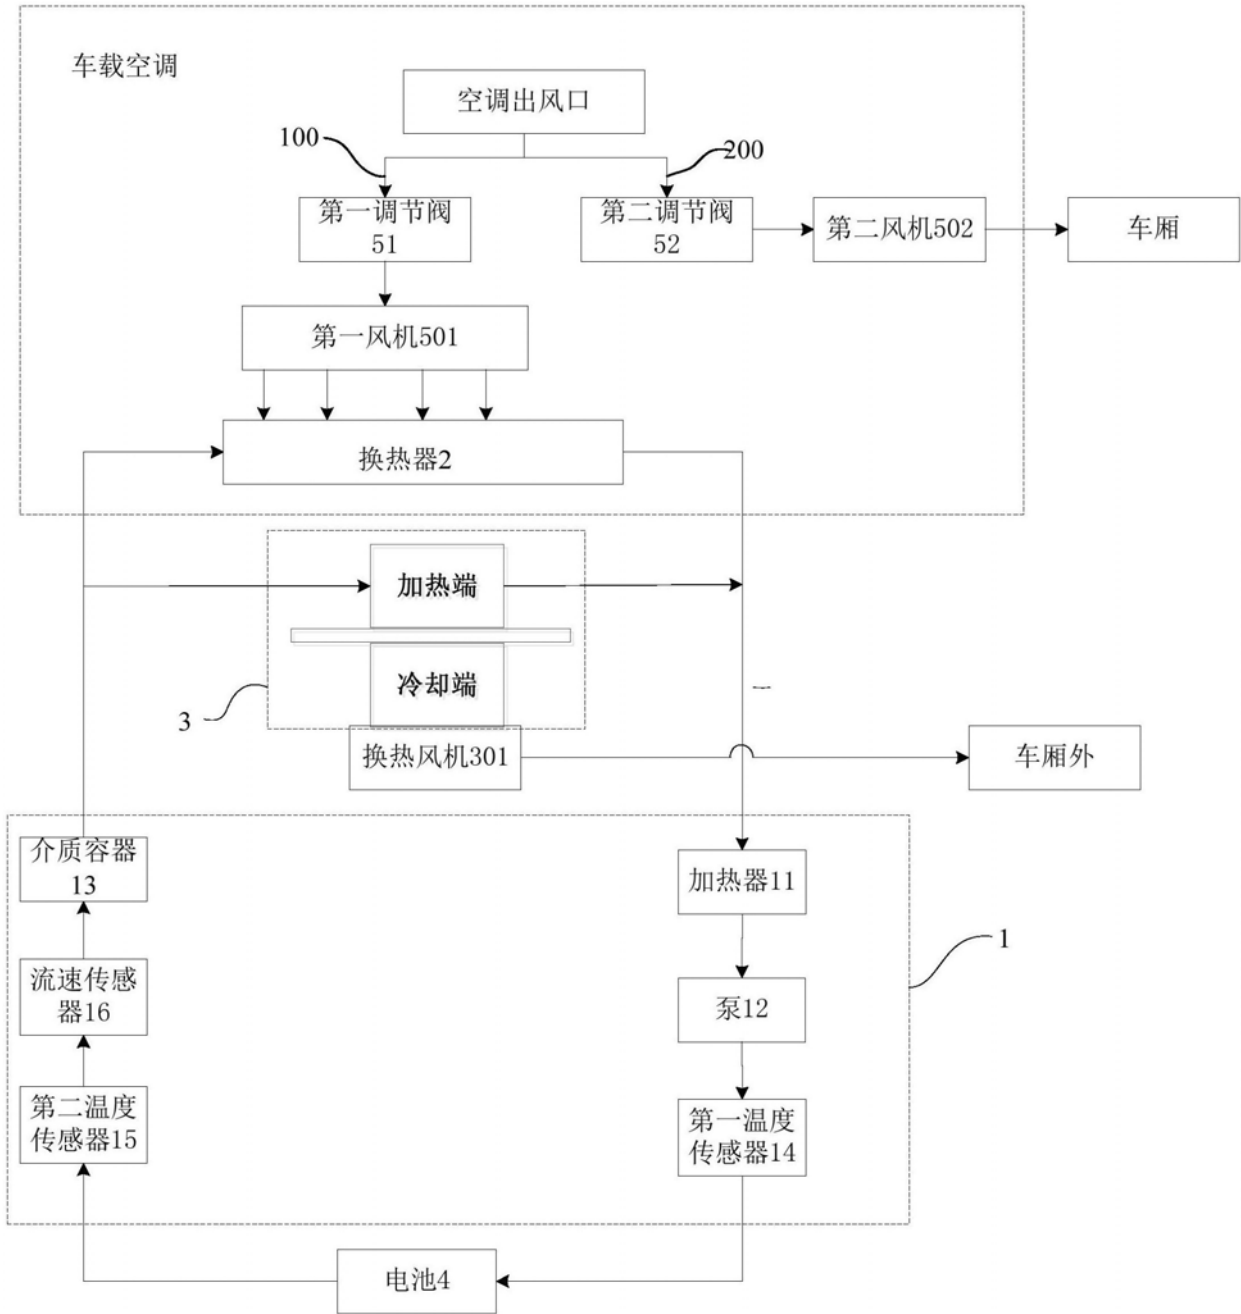 车载空调
空调出风口
100
200
第一调节阀
51
第二调节阀
52
第二风机502
车厢
第一风机501
换热器2
加热端
冷却端
3
换热风机301
车厢外
介质容器
13
加热器11
1
流速传感
器16
泵12
第二温度
传感器15
第一温度
传感器14
电池4